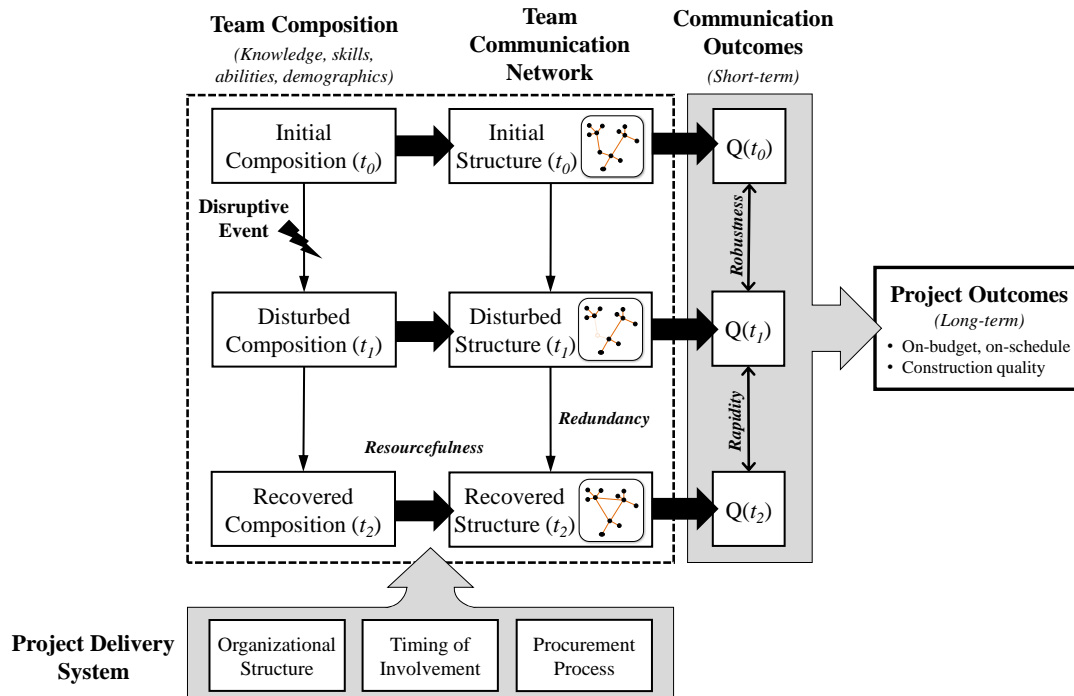 Team Composition
(Knowledge, skills,
abilities, demographics)
Team
Communication
Network
Communication
Outcomes
(Short-term)
Initial
Composition (t0)
Initial
Structure (t0)
Q(t0)
Disruptive
Event
Robustness
Disturbed
Composition (t1)
Disturbed
Structure (t1)
Q(t1)
Project Outcomes
(Long-term)
• On-budget, on-schedule
• Construction quality
Redundancy
Resourcefulness
Rapidity
Recovered
Composition (t2)
Recovered
Structure (t2)
Q(t2)
Project Delivery
System
Organizational
Structure
Timing of
Involvement
Procurement
Process